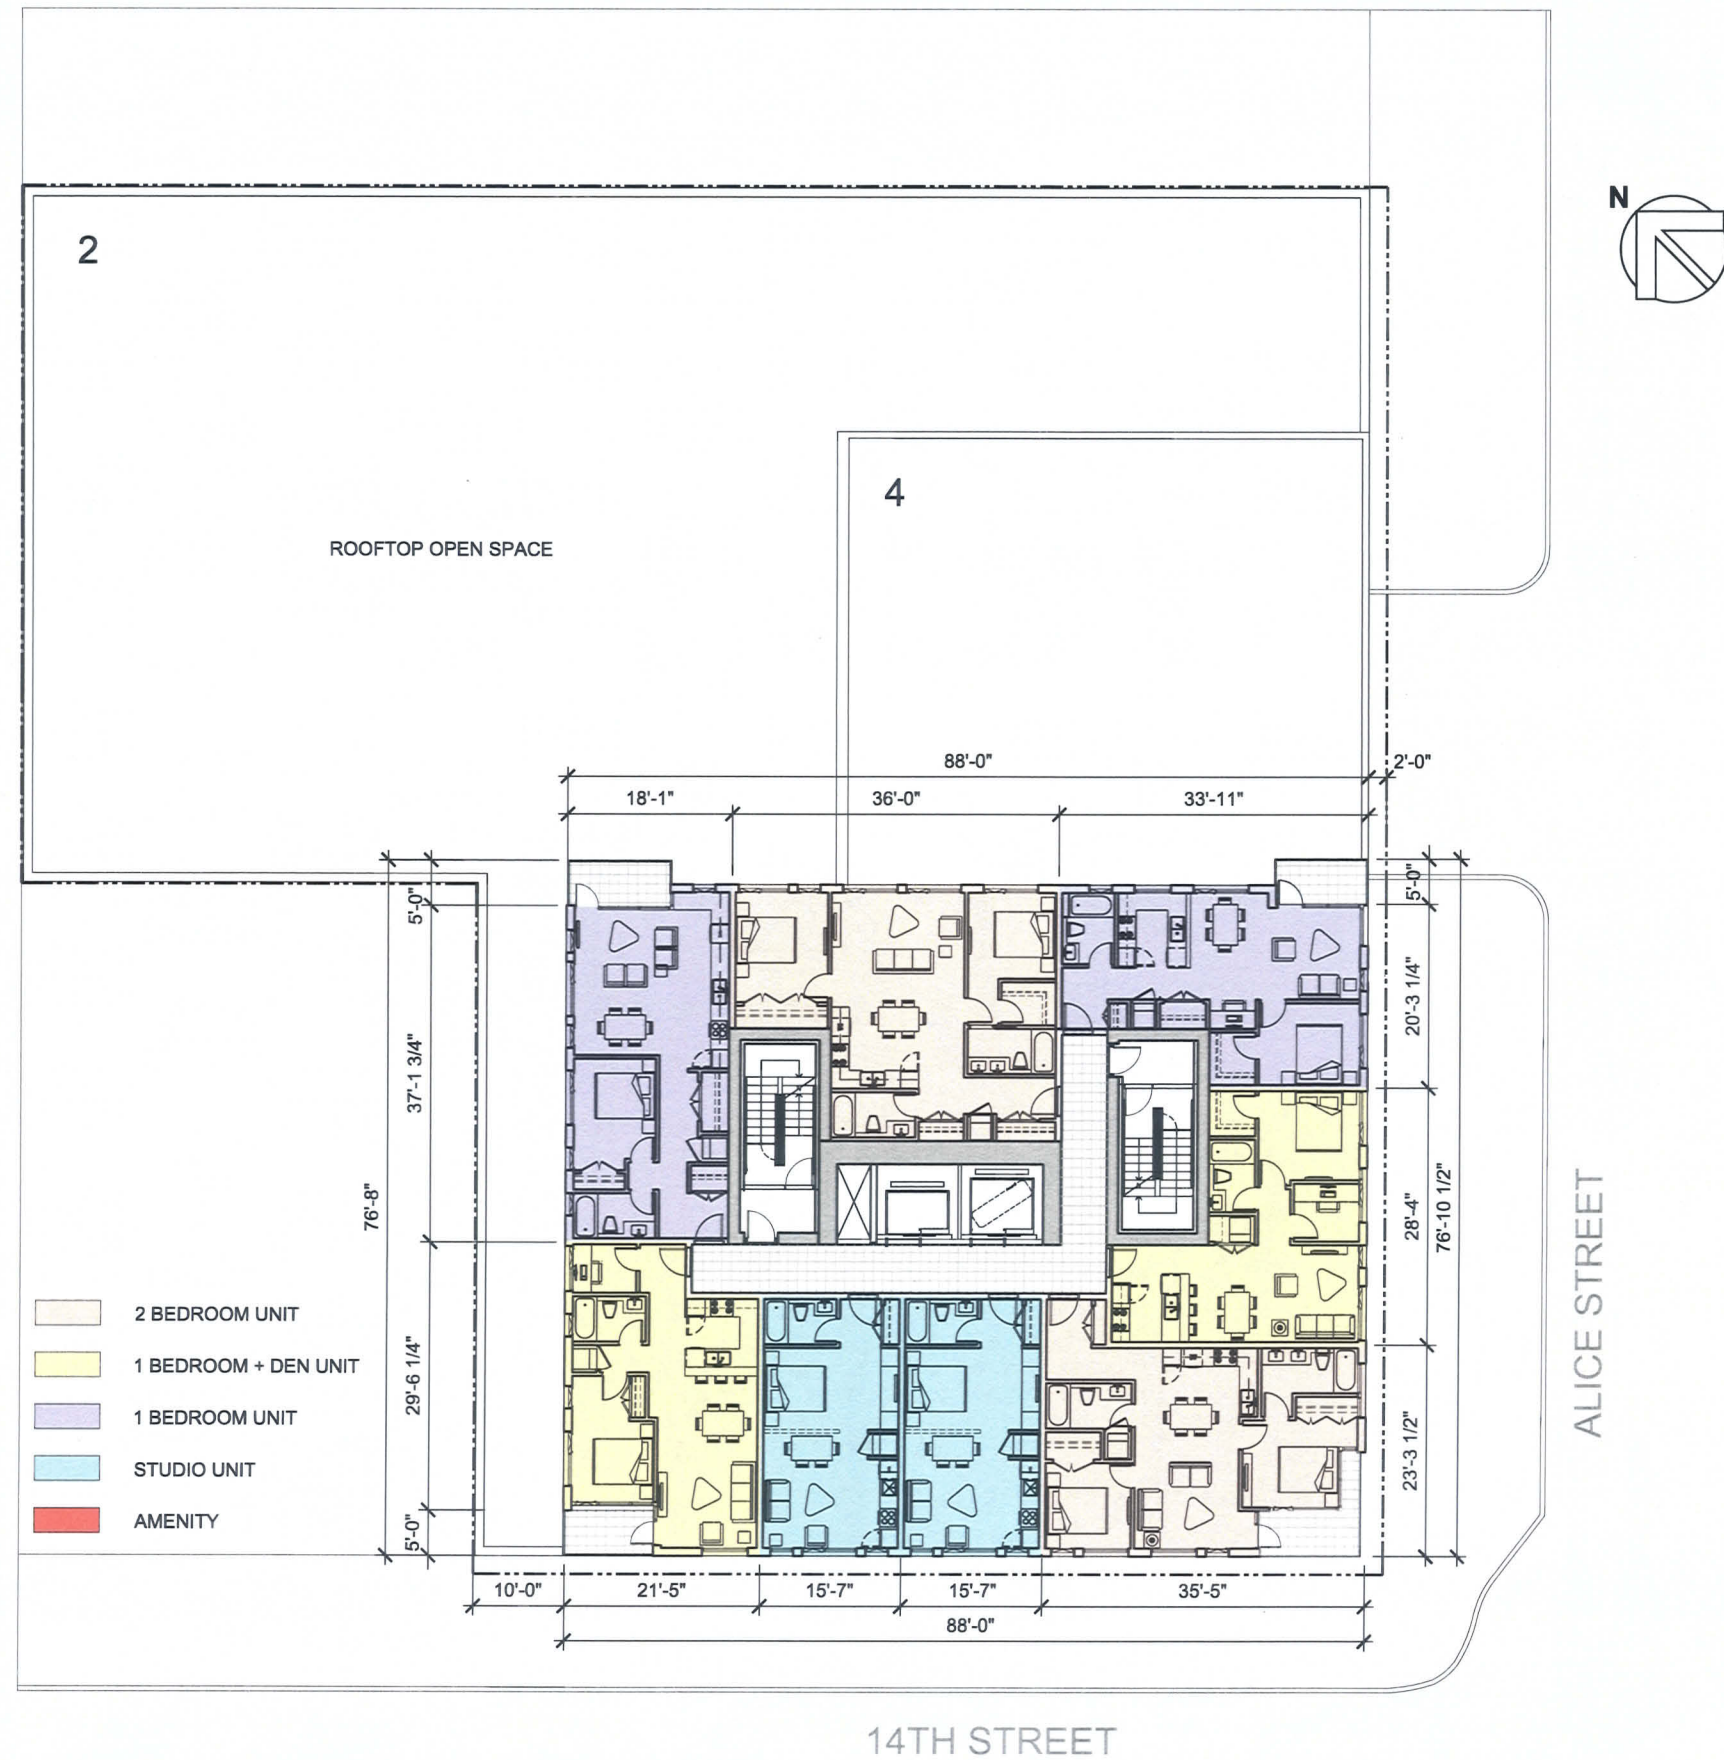 N
2
4
ROOFTOP OPEN SPACE
88'-0"
2'-0"
18'-1"
36'-0"
33'-11"
5'-0"
5'-0"
37'-1 3/4"
20'-3 1/4"
76'-8"
28'-4"
76'-10 1/2"
ALICE STREET
29'-6 1/4"
23'-3 1/2"
5'-0"
2 BEDROOM UNIT
1 BEDROOM + DEN UNIT
1 BEDROOM UNIT
STUDIO UNIT
AMENITY
10'-0"
21'-5"
15'-7"
15'-7"
35'-5"
88'-0"
14TH STREET